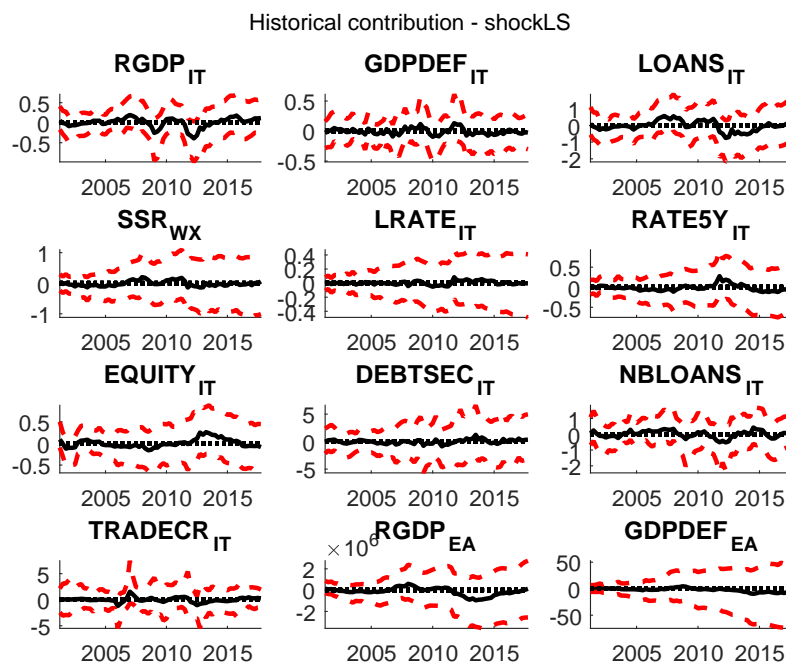 Historical contribution - shockLS
RGDP_IT
0.5
0
-0.5
2005 2010 2015
GDPDEF_IT
0.5
0
-0.5
2005 2010 2015
LOANS_IT
1
0
-1
-2
2005 2010 2015
SSR_WX
1
0
-1
2005 2010 2015
LRATE_IT
0.4
0.2
0
-0.2
-0.4
2005 2010 2015
RATE5Y_IT
0.5
0
-0.5
2005 2010 2015
EQUITY_IT
0.5
0
-0.5
2005 2010 2015
DEBTSEC_IT
5
0
-5
2005 2010 2015
NBLOANS_IT
1
0
-1
-2
2005 2010 2015
TRADECR_IT
5
0
-5
2005 2010 2015
RGDP_EA
× 10^6
2
0
-2
2005 2010 2015
GDPDEF_EA
50
0
-50
2005 2010 2015